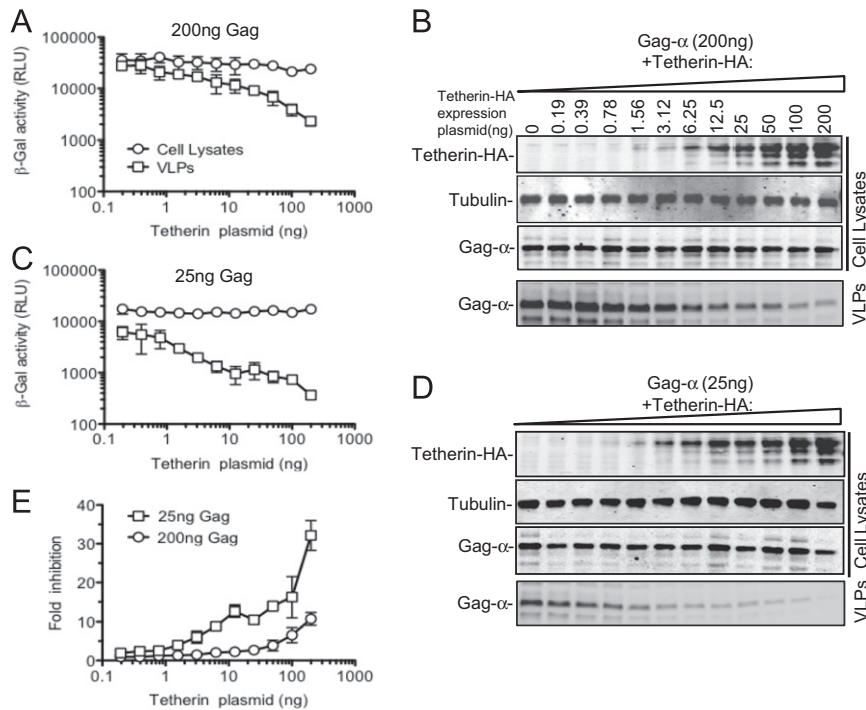 A
200ng Gag
β-Gal activity (RLU)
100000
10000
1000
100
Cell Lysates
VLPs
0.1 1 10 100 1000
Tetherin plasmid (ng)
B
Gag-α (200ng)
+Tetherin-HA:
Tetherin-HA
expression
plasmid(ng)
0 0.19 0.39 0.78 1.56 3.12 6.25 12.5 25 50 100 200
Tetherin-HA-
Tubulin-
Gag-α-
Cell Lysates
Gag-α-
VLPs
C
25ng Gag
β-Gal activity (RLU)
100000
10000
1000
100
0.1 1 10 100 1000
Tetherin plasmid (ng)
D
Gag-α (25ng)
+Tetherin-HA:
Tetherin-HA-
Tubulin-
Gag-α-
Cell Lysates
Gag-α-
VLPs
E
Fold inhibition
40
30
20
10
0
25ng Gag
200ng Gag
0.1 1 10 100 1000
Tetherin plasmid (ng)